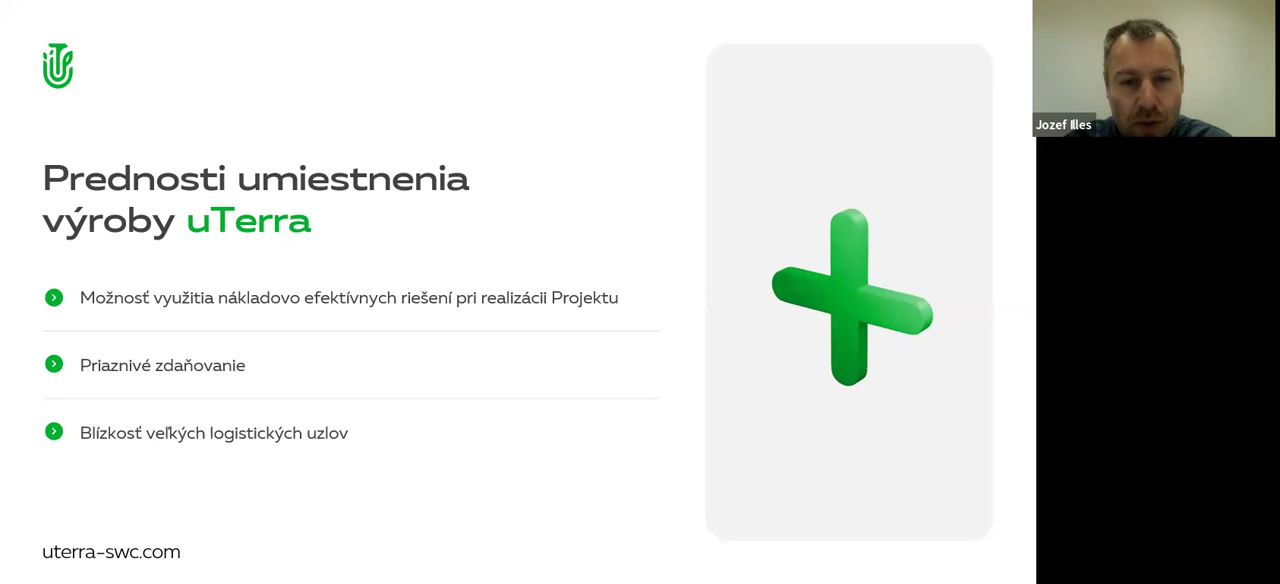 Prednosti umiestnenia
výroby uTerra
Možnosť využitia nákladovo efektívnych riešení pri realizácii Projektu
Priaznivé zdaňovanie
Blízkosť veľkých logistických uzlov
uterra-swc.com
Jozef Illes